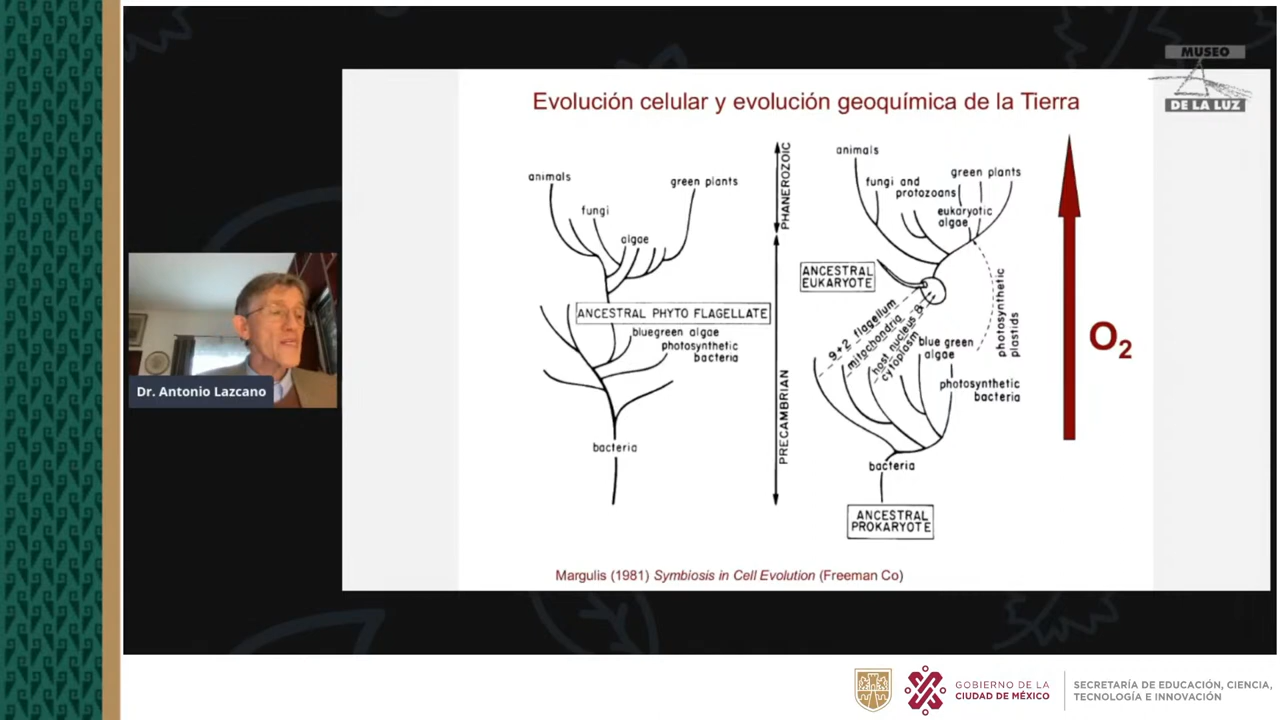 MUSEO
DE LA LUZ
Evolución celular y evolución geoquímica de la Tierra
animals
fungi
algae
green plants
ANCESTRAL PHYTO FLAGELLATE
bluegreen algae
photosynthetic
bacteria
bacteria
PHANEROZOIC
PRECAMBRIAN
animals
fungi and
protozoans
green plants
eukaryotic
algae
ANCESTRAL
EUKARYOTE
9+2 flagellum
mitochondria
host nucleus &
cytoplasm
photosynthetic
plastids
blue green
algae
photosynthetic
bacteria
bacteria
ANCESTRAL
PROKARYOTE
O₂
Margulis (1981) Symbiosis in Cell Evolution (Freeman Co)
Dr. Antonio Lazcano
GOBIERNO DE LA
CIUDAD DE MÉXICO
SECRETARÍA DE EDUCACIÓN, CIENCIA,
TECNOLOGÍA E INNOVACIÓN